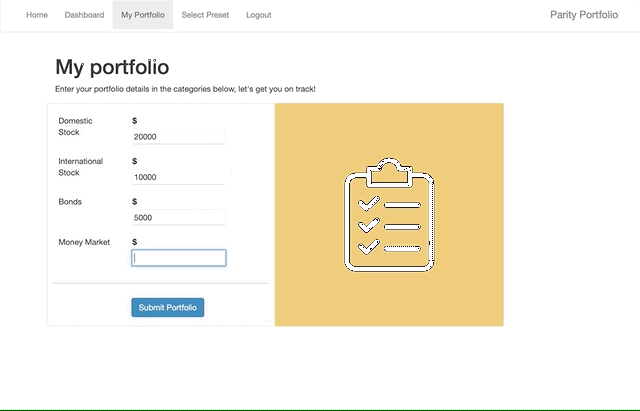 Home Dashboard My Portfolio Select Preset Logout Parity Portfolio
My portfolio
Enter your portfolio details in the categories below, let's get you on track!
Domestic Stock
$
20000
International Stock
$
10000
Bonds
$
5000
Money Market
$
Submit Portfolio